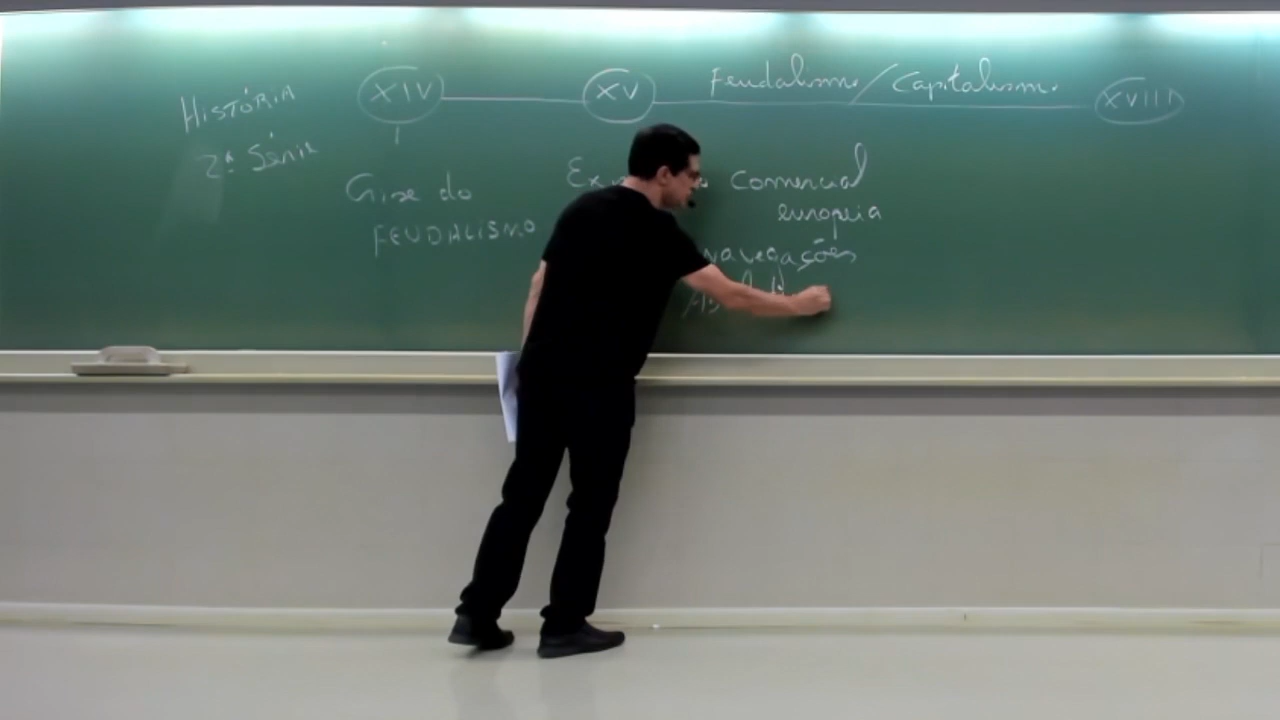 História
2ª Série
XIV
XV
Feudalismo/Capitalismo
XVIII
Crise do
FEUDALISMO
Comercial
europeia
navegações